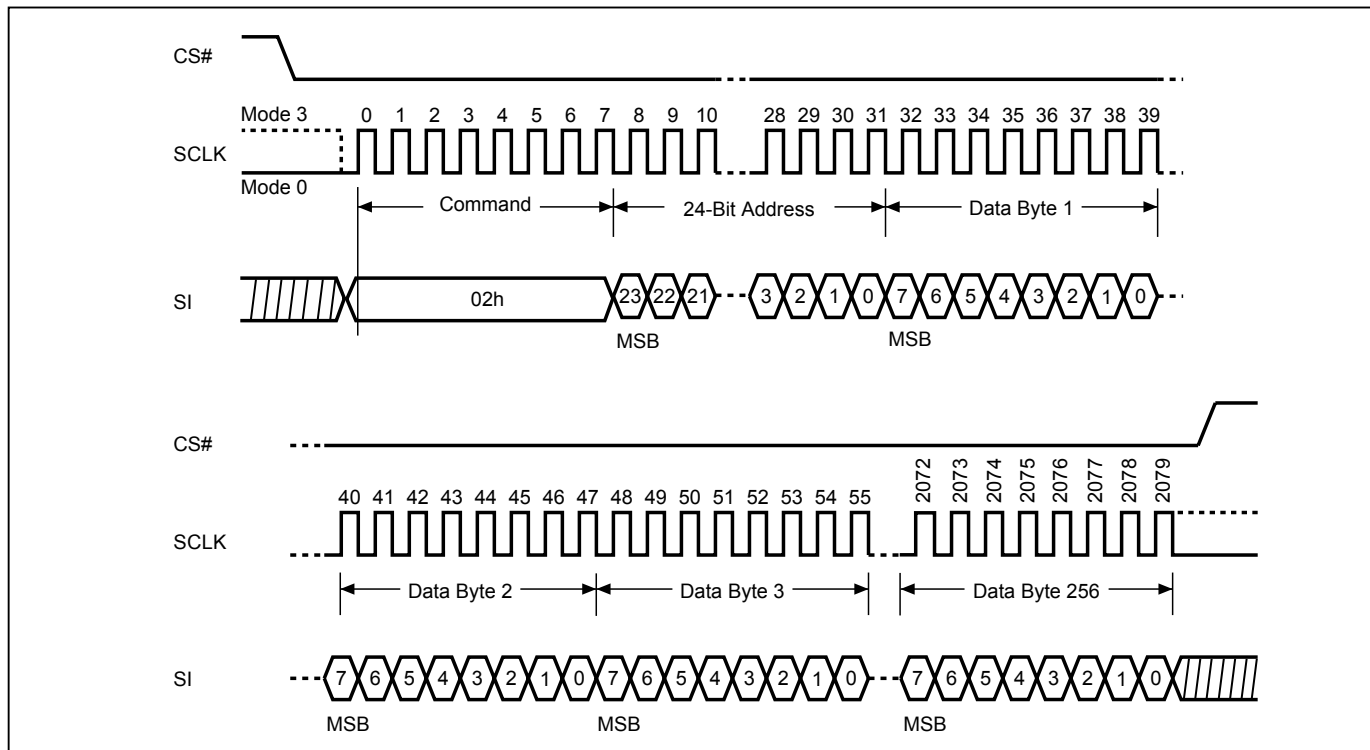 CS#
Mode 3 0 1 2 3 4 5 6 7 8 9 10 28 29 30 31 32 33 34 35 36 37 38 39
SCLK
Mode 0
Command 24-Bit Address Data Byte 1
SI 02h 23 22 21 3 2 1 0 7 6 5 4 3 2 1 0
MSB MSB
CS#
2072 2073 2074 2075 2076 2077 2078 2079
40 41 42 43 44 45 46 47 48 49 50 51 52 53 54 55
SCLK
Data Byte 2 Data Byte 3 Data Byte 256
SI 7 6 5 4 3 2 1 0 7 6 5 4 3 2 1 0 7 6 5 4 3 2 1 0
MSB MSB MSB